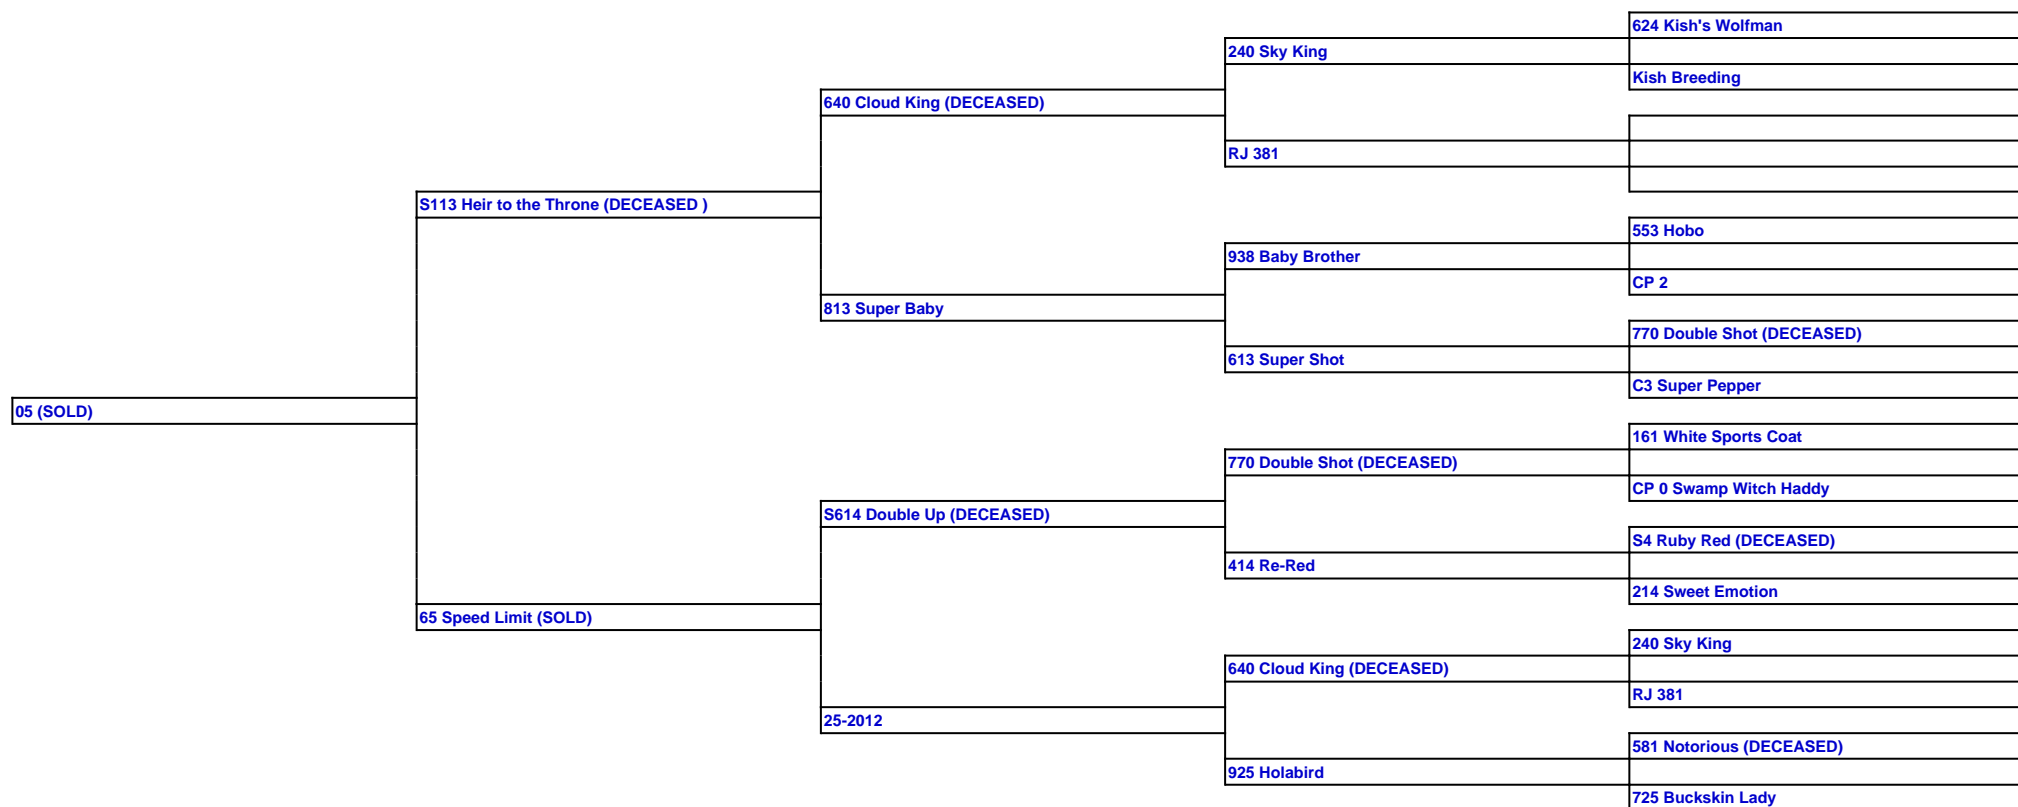 624 Kish's Wolfman
240 Sky King
Kish Breeding
640 Cloud King (DECEASED)
RJ 381
S113 Heir to the Throne (DECEASED )
553 Hobo
938 Baby Brother
CP 2
813 Super Baby
770 Double Shot (DECEASED)
613 Super Shot
C3 Super Pepper
05 (SOLD)
161 White Sports Coat
770 Double Shot (DECEASED)
CP 0 Swamp Witch Haddy
S614 Double Up (DECEASED)
S4 Ruby Red (DECEASED)
414 Re-Red
214 Sweet Emotion
65 Speed Limit (SOLD)
240 Sky King
640 Cloud King (DECEASED)
RJ 381
25-2012
581 Notorious (DECEASED)
925 Holabird
725 Buckskin Lady